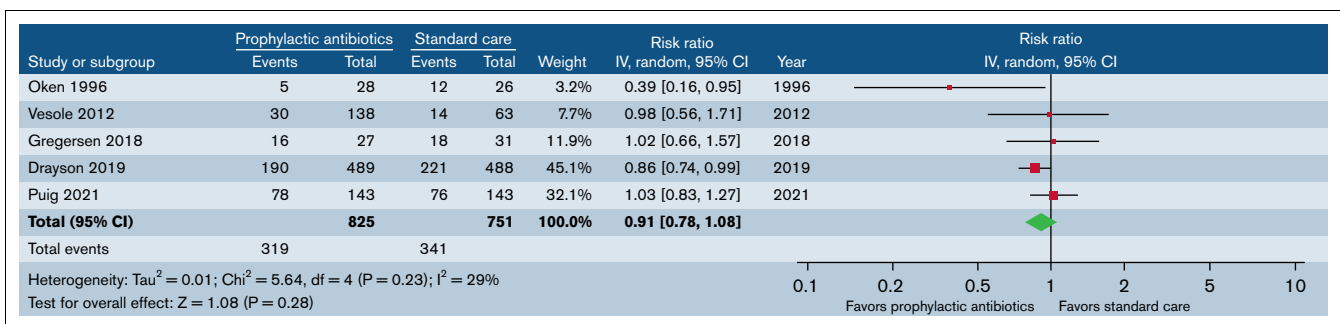 Prophylactic antibiotics Standard care Risk ratio Risk ratio
Study or subgroup Events Total Events Total Weight IV, random, 95% CI Year IV, random, 95% CI
Oken 1996 5 28 12 26 3.2% 0.39 [0.16, 0.95] 1996
Vesole 2012 30 138 14 63 7.7% 0.98 [0.56, 1.71] 2012
Gregersen 2018 16 27 18 31 11.9% 1.02 [0.66, 1.57] 2018
Drayson 2019 190 489 221 488 45.1% 0.86 [0.74, 0.99] 2019
Puig 2021 78 143 76 143 32.1% 1.03 [0.83, 1.27] 2021
Total (95% CI) 825 751 100.0% 0.91 [0.78, 1.08]
Total events 319 341
Heterogeneity: Tau² = 0.01; Chi² = 5.64, df = 4 (P = 0.23); I² = 29%
Test for overall effect: Z = 1.08 (P = 0.28)
0.1 0.2 0.5 1 2 5 10
Favors prophylactic antibiotics Favors standard care